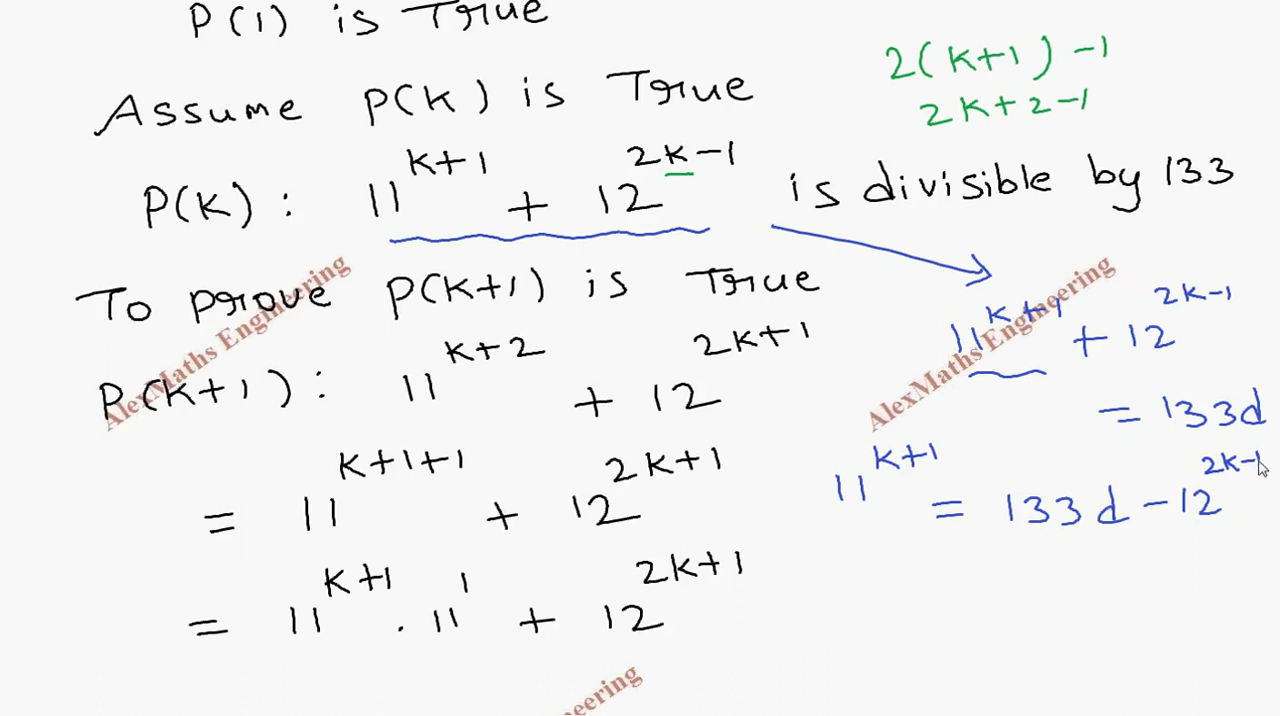 P(1) is True
Assume P(K) is True
2(K+1)-1
2K+2-1
P(K): 11^{K+1} + 12^{2K-1} is divisible by 133
To prove P(K+1) is True
11^{K+1} + 12^{2K-1}
= 133d
P(K+1): 11^{K+2} + 12^{2K+1}
= 11^{K+1+1} + 12^{2K+1}
11^{K+1} = 133d - 12^{2K-1}
= 11^{K+1} . 11^{1} + 12^{2K+1}
AlexMaths Engineering
AlexMaths Engineering
eering